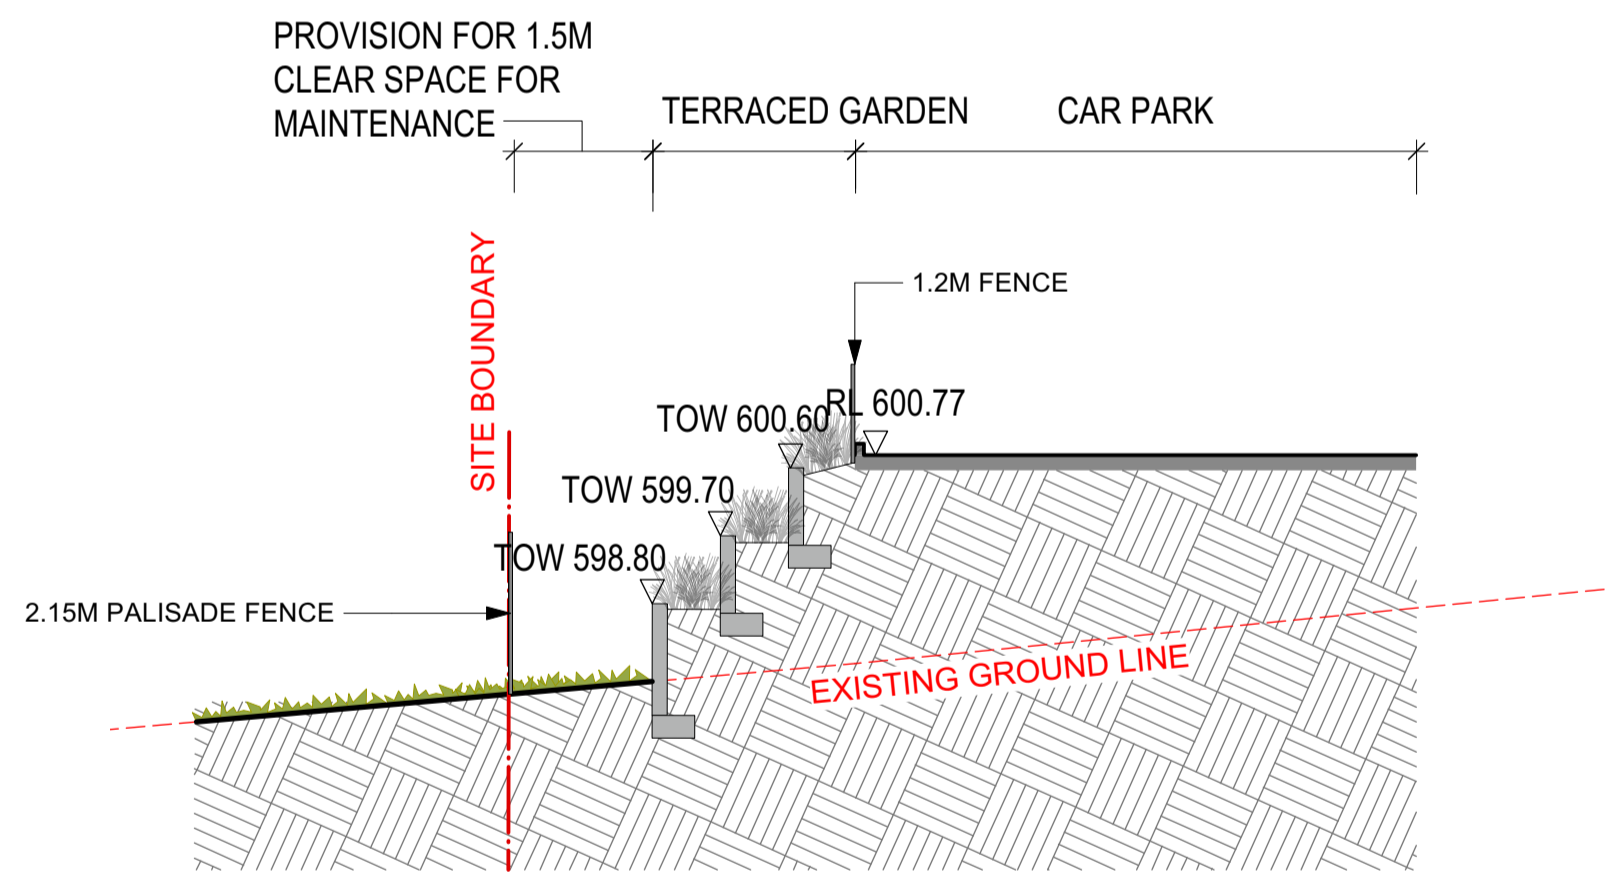 PROVISION FOR 1.5M
CLEAR SPACE FOR
MAINTENANCE
TERRACED GARDEN
CAR PARK
SITE BOUNDARY
1.2M FENCE
RL 600.77
TOW 600.60
TOW 599.70
TOW 598.80
2.15M PALISADE FENCE
EXISTING GROUND LINE